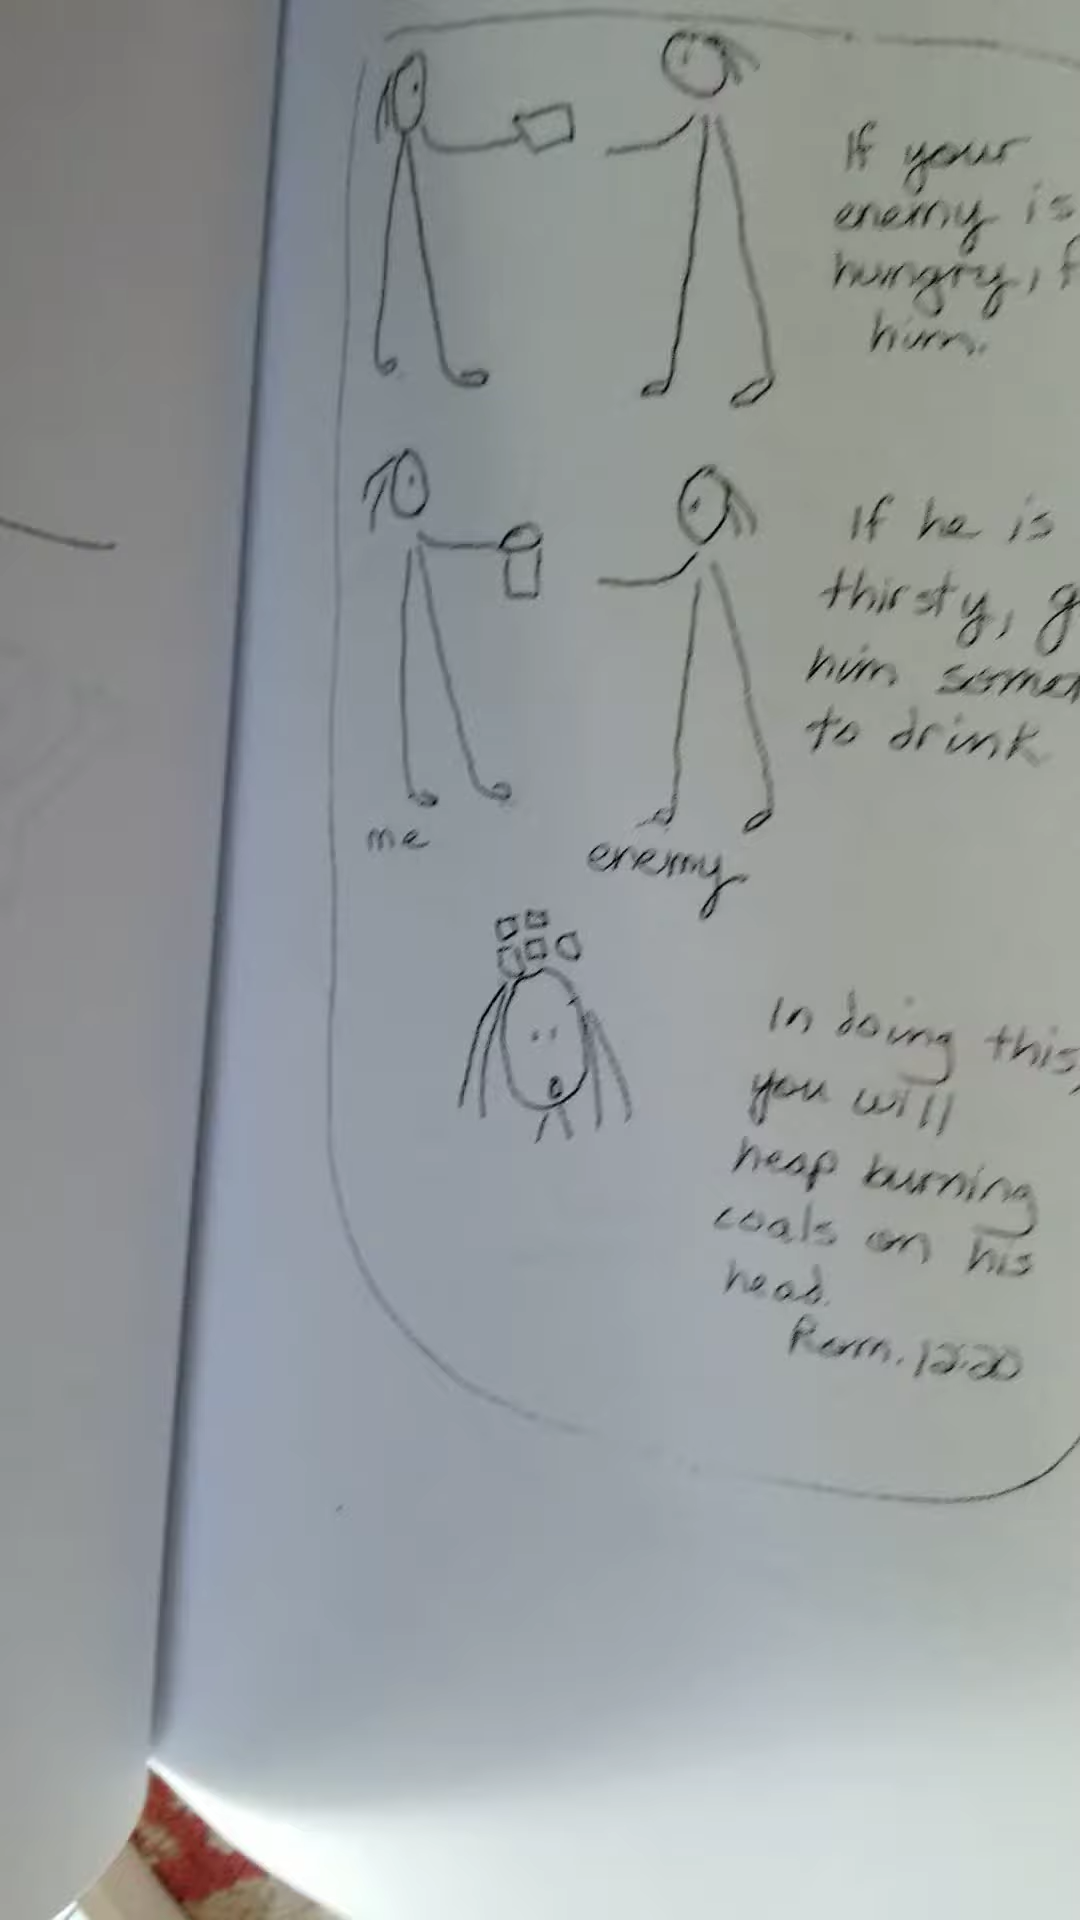 If your
enemy is
hungry, f
him.
If he is
thirsty, g
him somet
to drink
me
enemy
In doing this,
you will
heap burning
coals on his
head.
Rom. 12:20